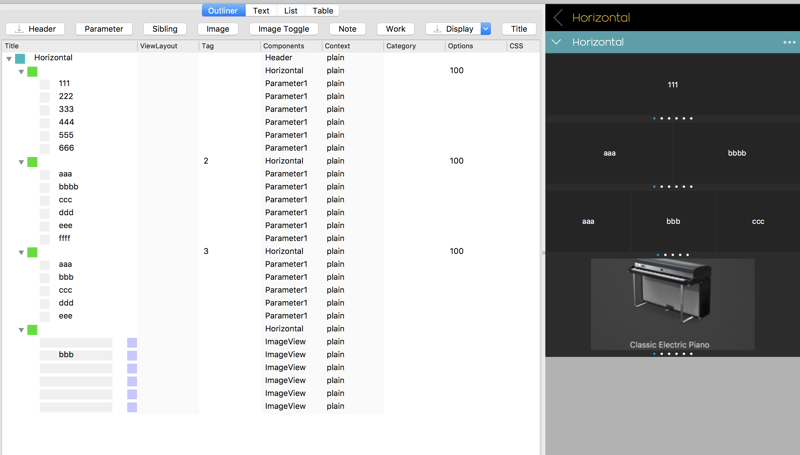 Outliner Text List Table
Header Parameter Sibling Image Image Toggle Note Work Display Title
Title ViewLayout Tag Components Context Category Options CSS
Horizontal Header plain
Horizontal plain 100
111 Parameter1 plain
222 Parameter1 plain
333 Parameter1 plain
444 Parameter1 plain
555 Parameter1 plain
666 Parameter1 plain
2 Horizontal plain 100
aaa Parameter1 plain
bbbb Parameter1 plain
ccc Parameter1 plain
ddd Parameter1 plain
eee Parameter1 plain
ffff Parameter1 plain
3 Horizontal plain 100
aaa Parameter1 plain
bbb Parameter1 plain
ccc Parameter1 plain
ddd Parameter1 plain
eee Parameter1 plain
Horizontal plain
ImageView plain
bbb ImageView plain
ImageView plain
ImageView plain
ImageView plain
ImageView plain
Horizontal
Horizontal
111
aaa bbbb
aaa bbb ccc
Classic Electric Piano